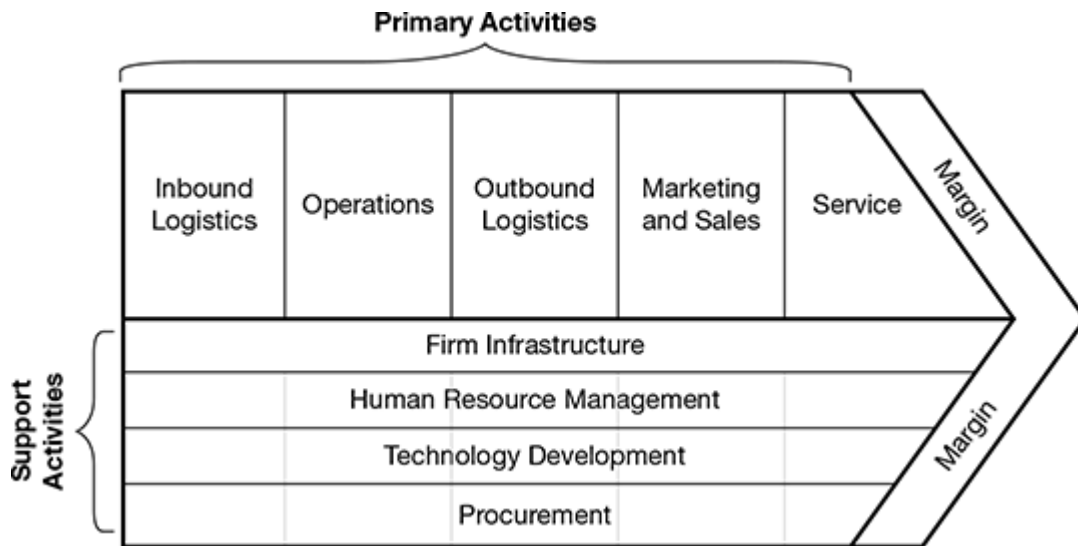 Primary Activities
Inbound
Logistics
Operations
Outbound
Logistics
Marketing
and Sales
Service
Margin
Support
Activities
Firm Infrastructure
Human Resource Management
Technology Development
Procurement
Margin